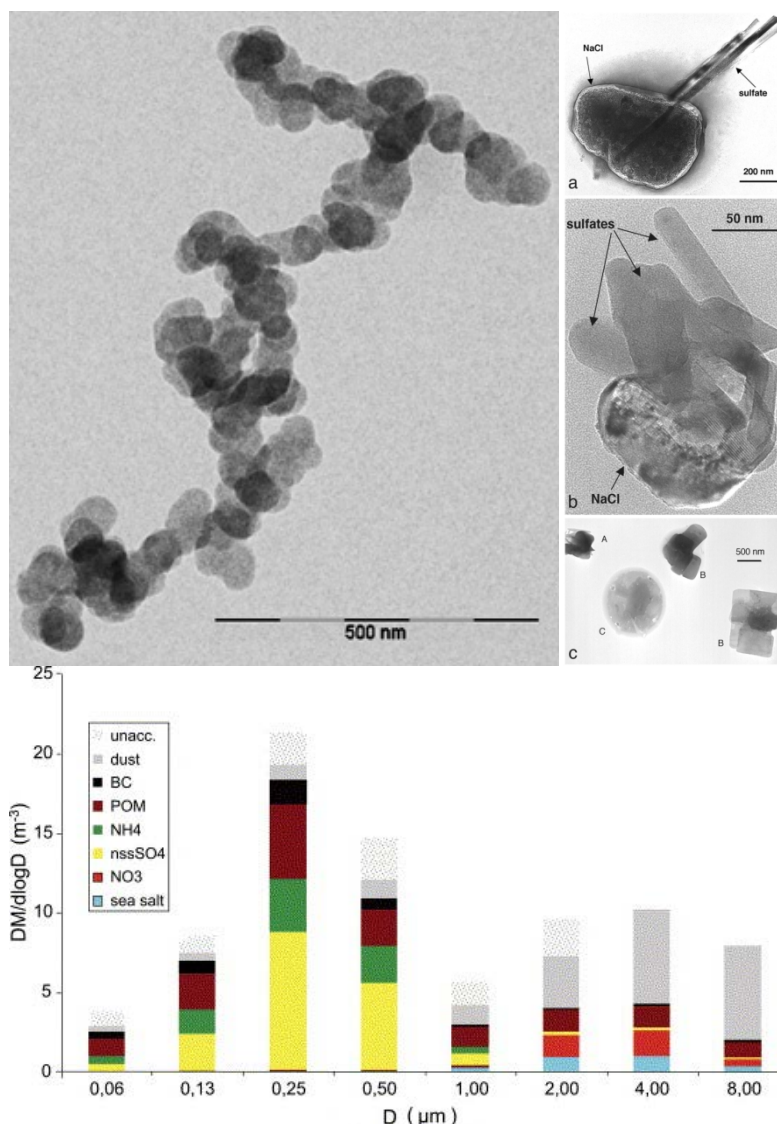 500 nm
NaCl
sulfate
200 nm
a
sulfates
50 nm
NaCl
b
A
B
500 nm
C
B
c
25
20
15
10
5
0
DM/dlogD (m-3)
unacc.
dust
BC
POM
NH4
nssSO4
NO3
sea salt
0,06 0,13 0,25 0,50 1,00 2,00 4,00 8,00
D (µm)